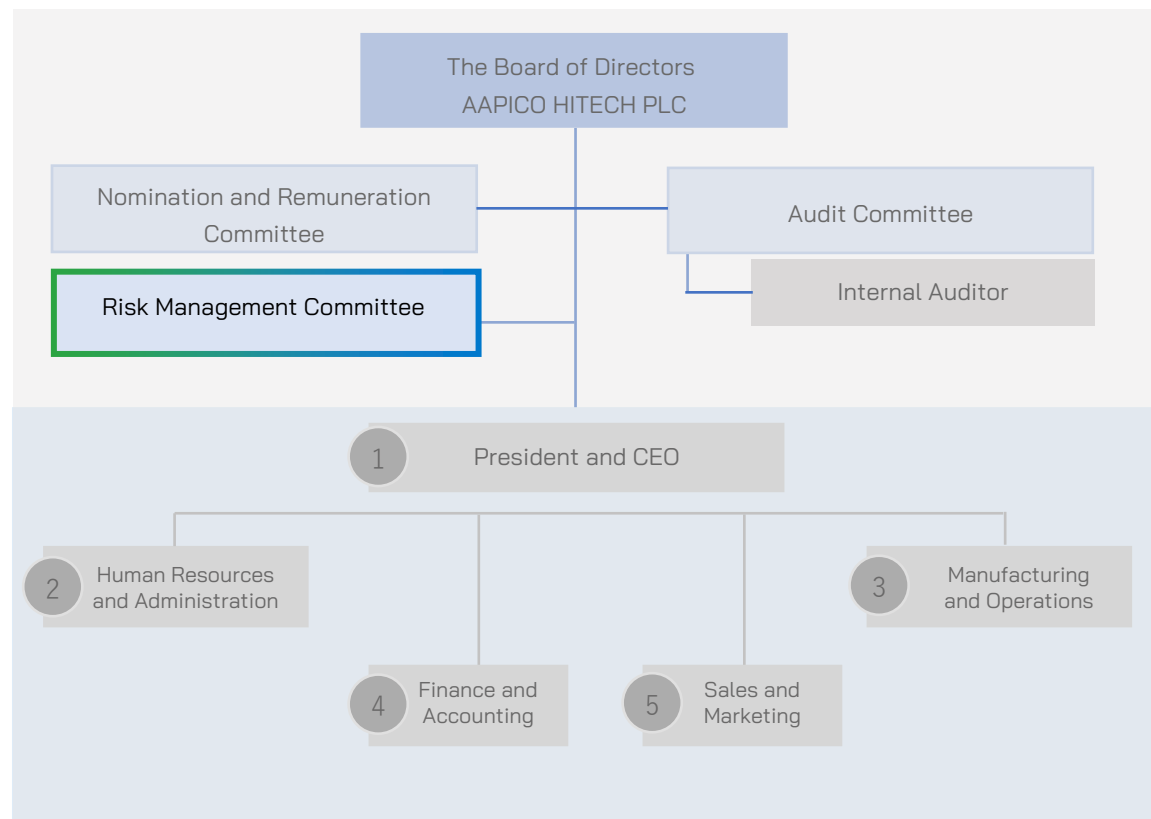 The Board of Directors
AAPICO HITECH PLC
Nomination and Remuneration
Committee
Audit Committee
Risk Management Committee
Internal Auditor
1
President and CEO
2
Human Resources
and Administration
3
Manufacturing
and Operations
4
Finance and
Accounting
5
Sales and
Marketing